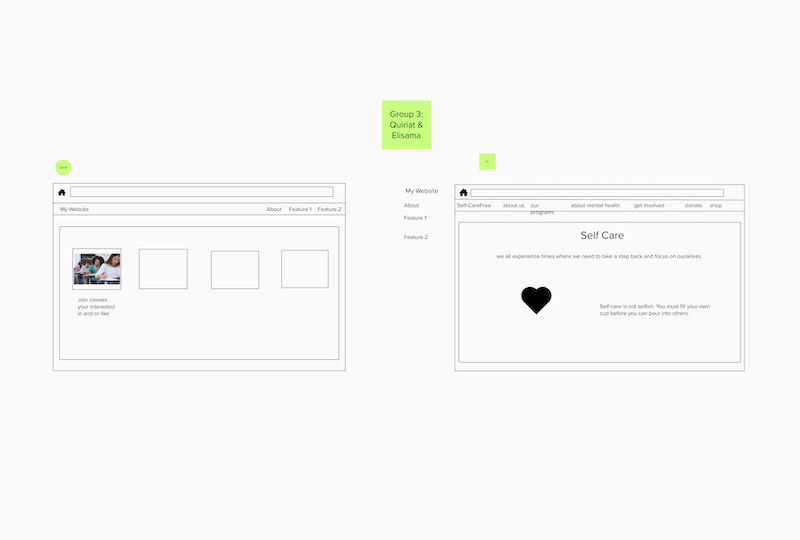 Group 3:
Quiriat &
Elisama
My Website
About
Feature 1
Feature 2
Join classes
your interested
in and or like
My Website
About
Feature 1
Feature 2
Self-CareFree
about us
our
programs
about mental health
get involved
donate
shop
Self Care
we all experience times where we need to take a step back and focus on ourselves
Self-care is not selfish. You must fill your own
cup before you can pour into others.